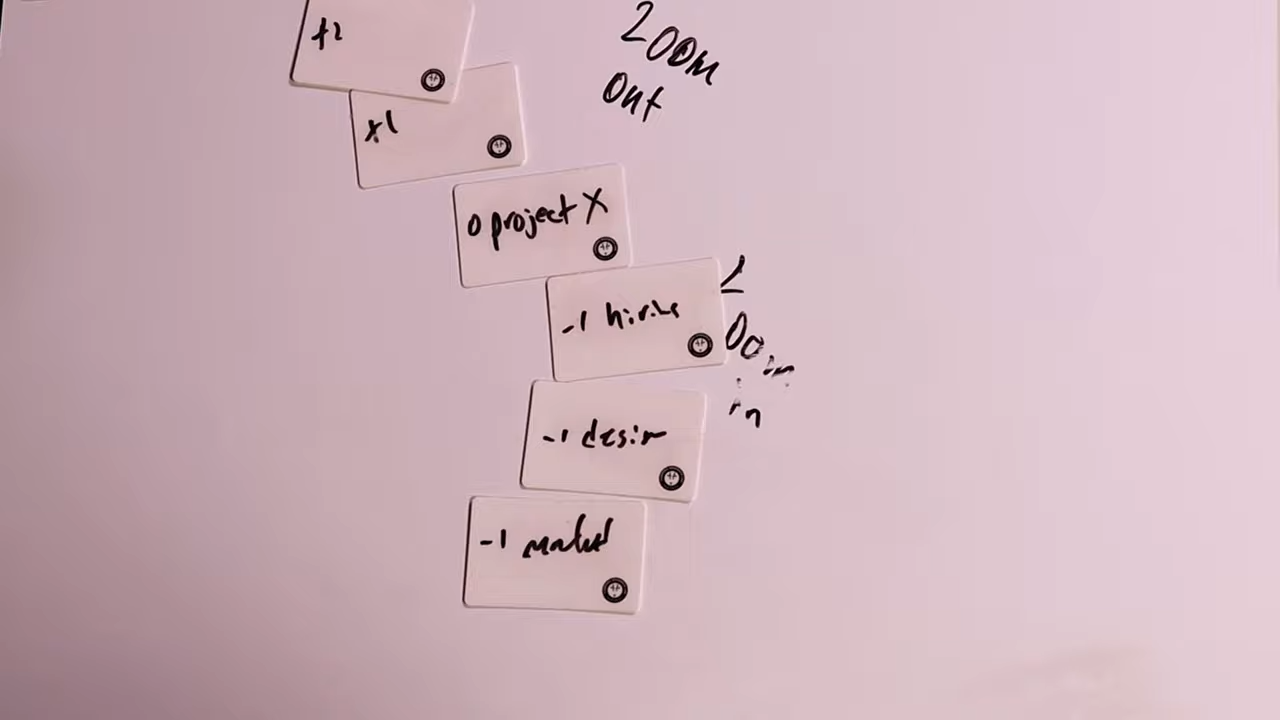 +2
zoom
out
+1
0 project X
-1 hiring
-1 design
-1 market
zoom
in